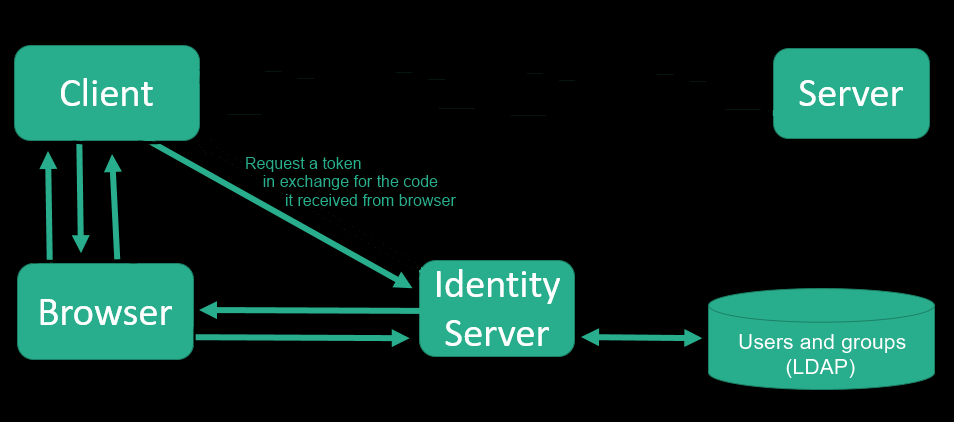 Client
Server
Request a token
in exchange for the code
it received from browser
Browser
Identity
Server
Users and groups
(LDAP)